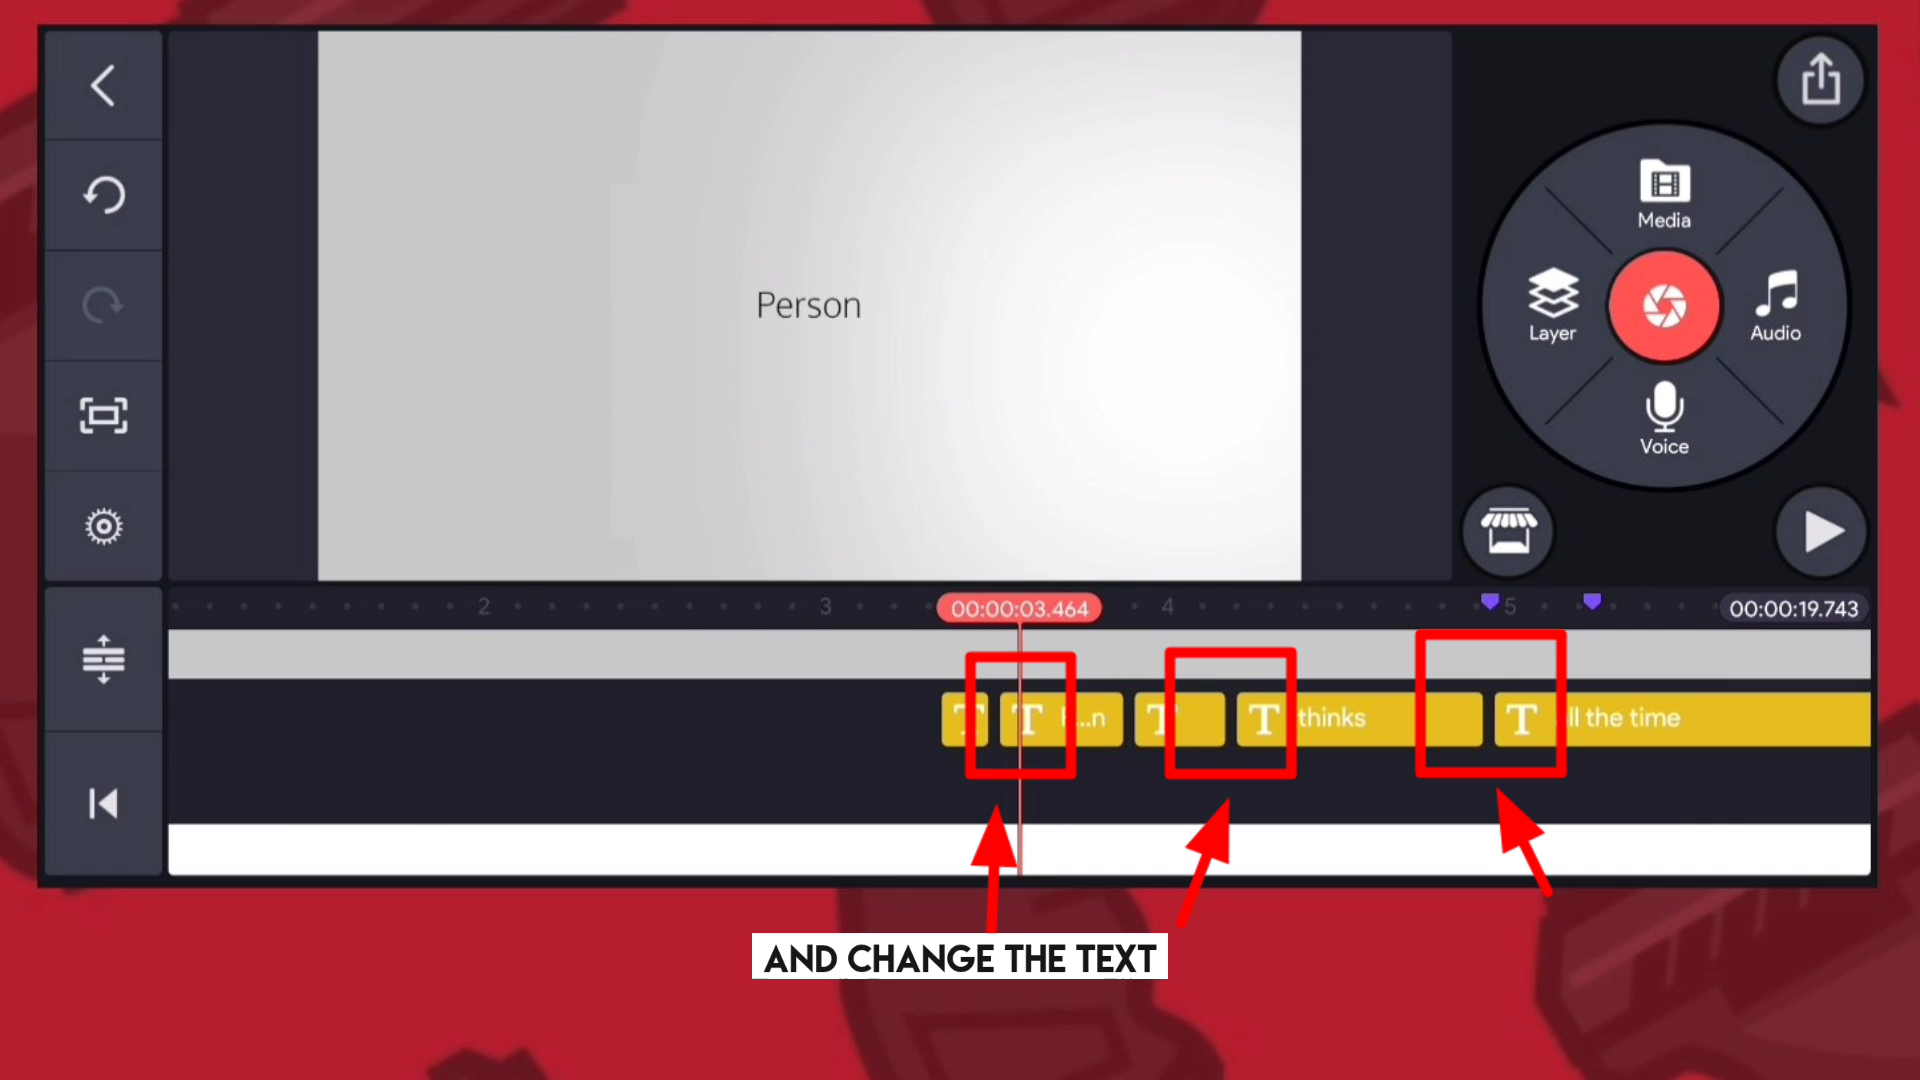 Person
Media
Layer
Audio
Voice
2
3
00:00:03.464
4
5
00:00:19.743
T
T
...n
T
T thinks
T ll the time
AND CHANGE THE TEXT